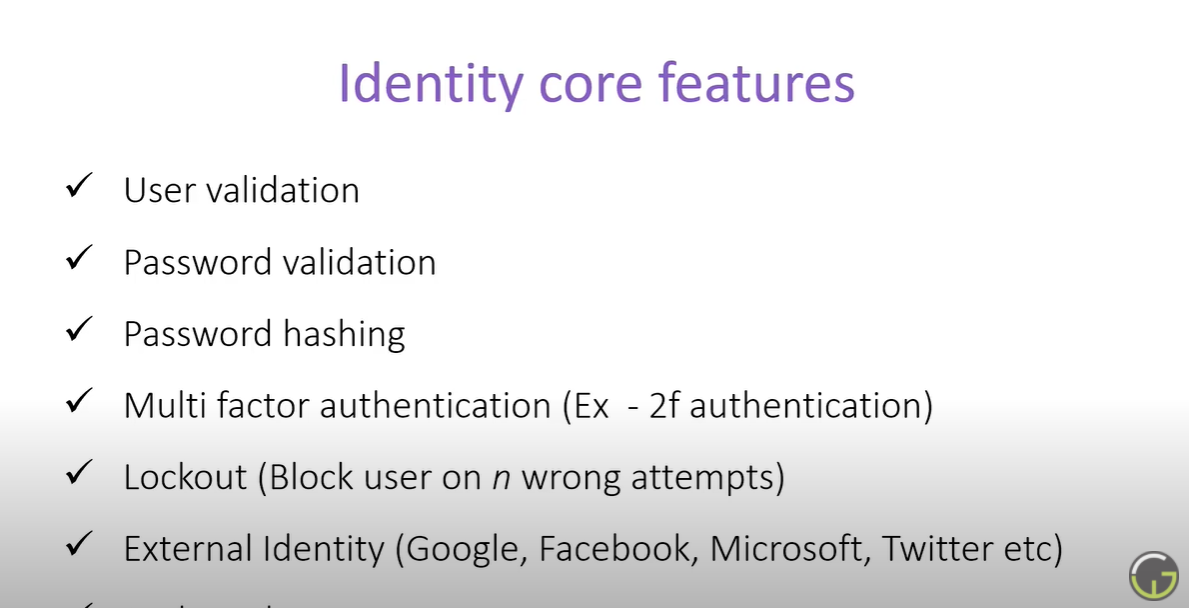 Identity core features
✓ User validation
✓ Password validation
✓ Password hashing
✓ Multi factor authentication (Ex - 2f authentication)
✓ Lockout (Block user on n wrong attempts)
✓ External Identity (Google, Facebook, Microsoft, Twitter etc)